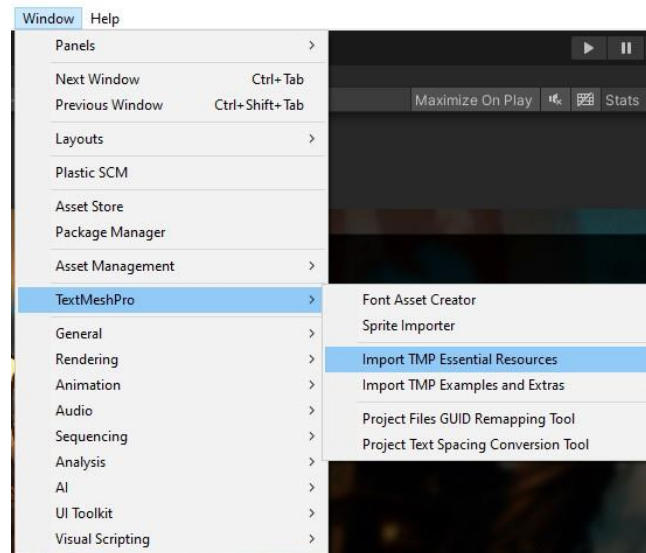 Window Help
Panels
Next Window Ctrl+Tab
Previous Window Ctrl+Shift+Tab
Maximize On Play Stats
Layouts
Plastic SCM
Asset Store
Package Manager
Asset Management
TextMeshPro
Font Asset Creator
Sprite Importer
Import TMP Essential Resources
Import TMP Examples and Extras
Project Files GUID Remapping Tool
Project Text Spacing Conversion Tool
General
Rendering
Animation
Audio
Sequencing
Analysis
AI
UI Toolkit
Visual Scripting